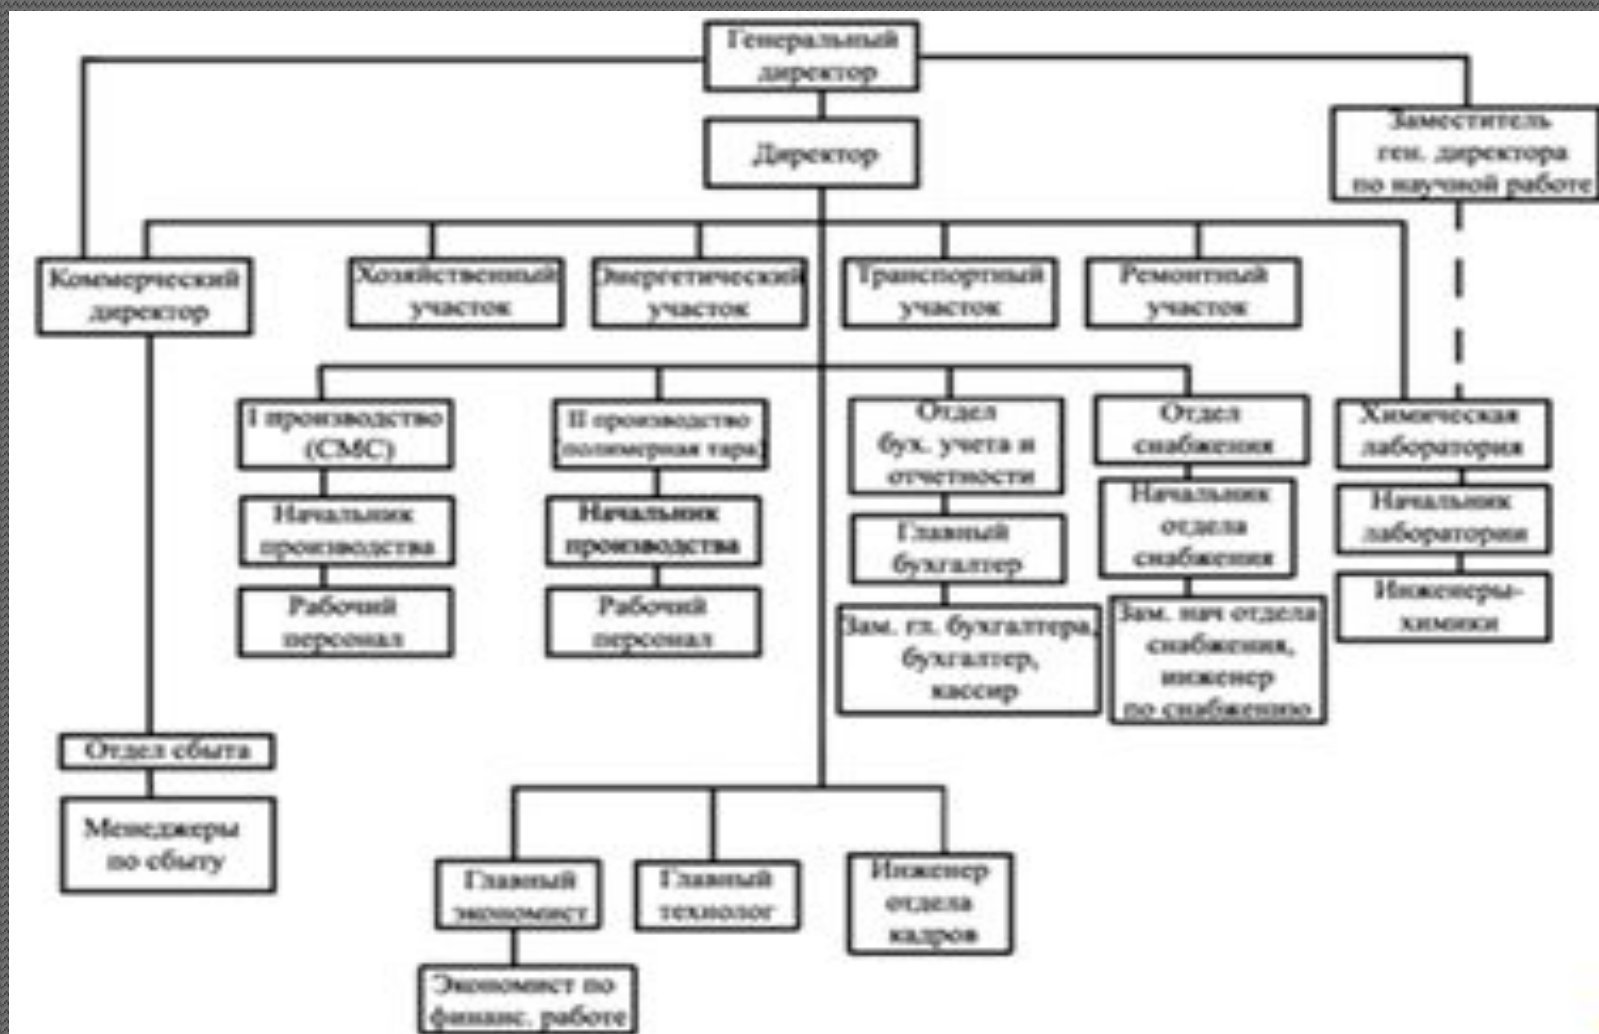 Генеральный
директор
Директор
Заместитель
ген. директора
по научной работе
Коммерческий
директор
Хозяйственный
участок
Энергетический
участок
Транспортный
участок
Ремонтный
участок
I производство
(СМС)
II производство
(полимерная тара)
Отдел
бух. учета и
отчетности
Отдел
снабжения
Химическая
лаборатория
Начальник
производства
Начальник
производства
Главный
бухгалтер
Начальник
отдела
снабжения
Начальник
лаборатории
Рабочий
персонал
Рабочий
персонал
Зам. гл. бухгалтера,
бухгалтер,
кассир
Зам. нач отдела
снабжения,
инженер
по снабжению
Инженеры-
химики
Отдел сбыта
Менеджеры
по сбыту
Главный
экономист
Главный
технолог
Инженер
отдела
кадров
Экономист по
финанс. работе